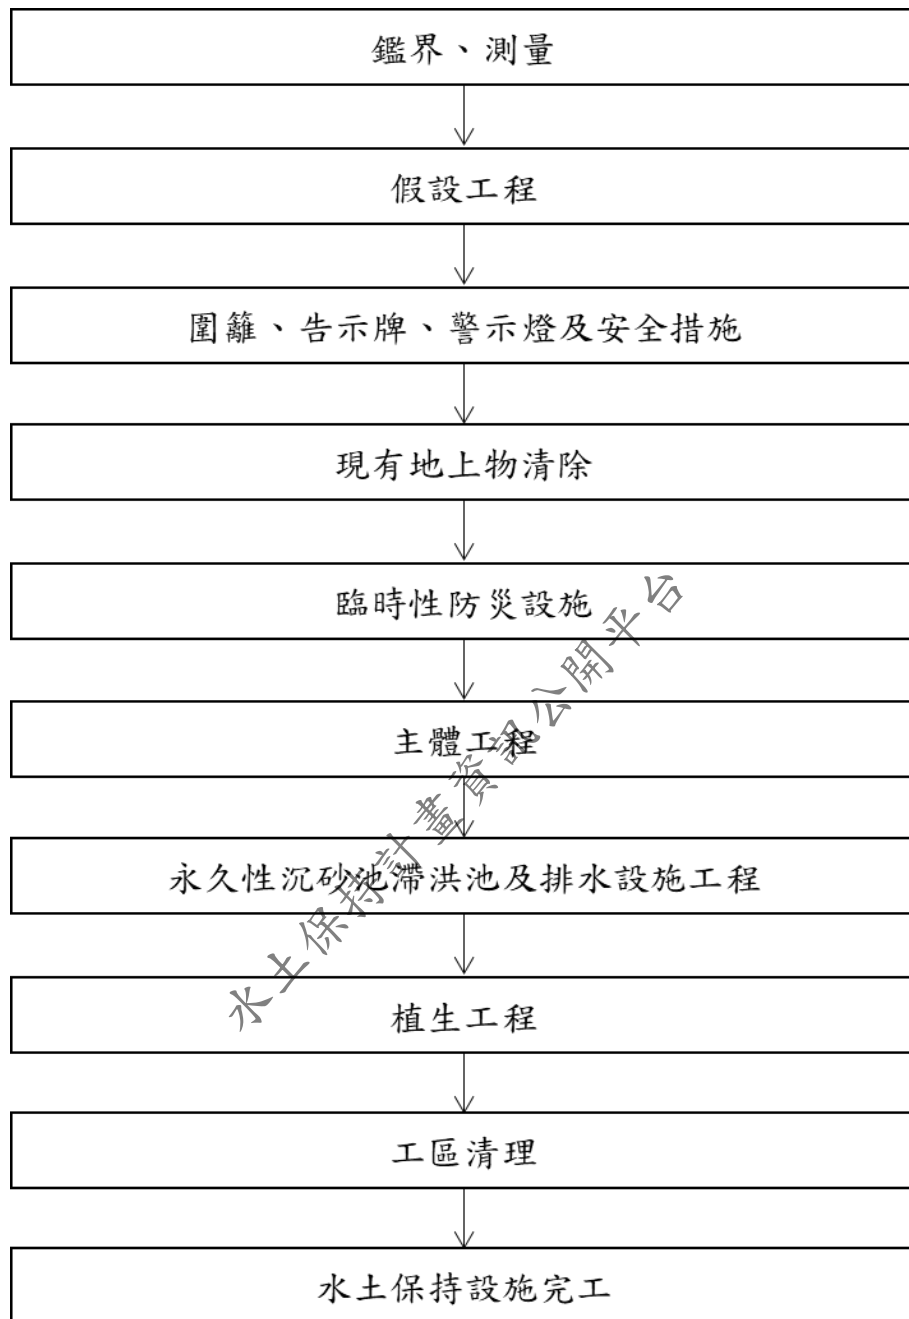 鑑界、測量
假設工程
圍籬、告示牌、警示燈及安全措施
現有地上物清除
臨時性防災設施
主體工程
永久性沉砂池滯洪池及排水設施工程
植生工程
工區清理
水土保持設施完工
水土保持計畫資訊公開平台